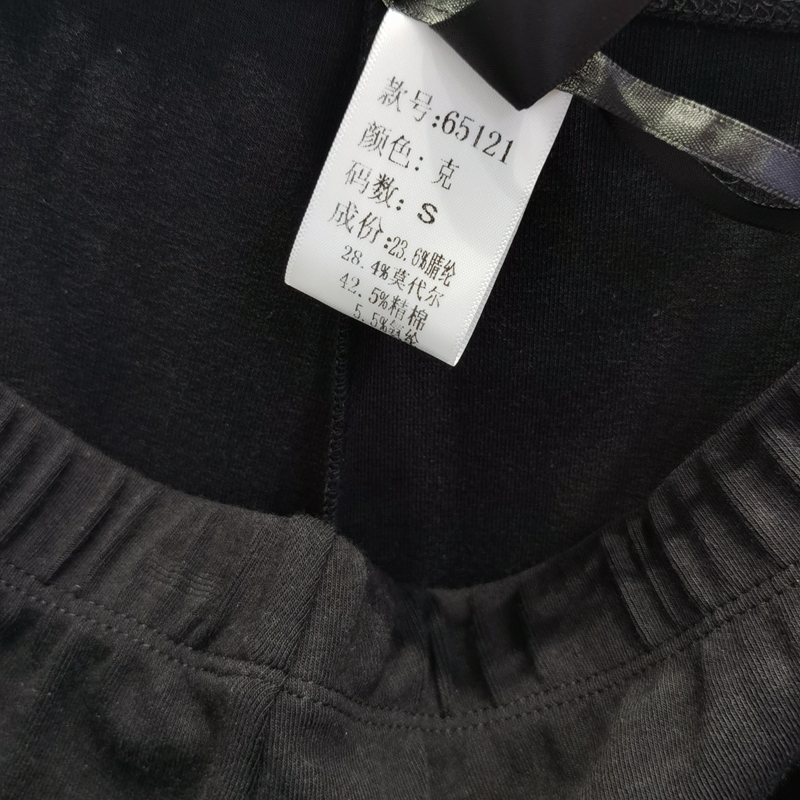 款号:65121
颜色: 克
码数: S
成份:23.6%腈纶
28.4%莫代尔
42.5%精棉
5.5%氨纶